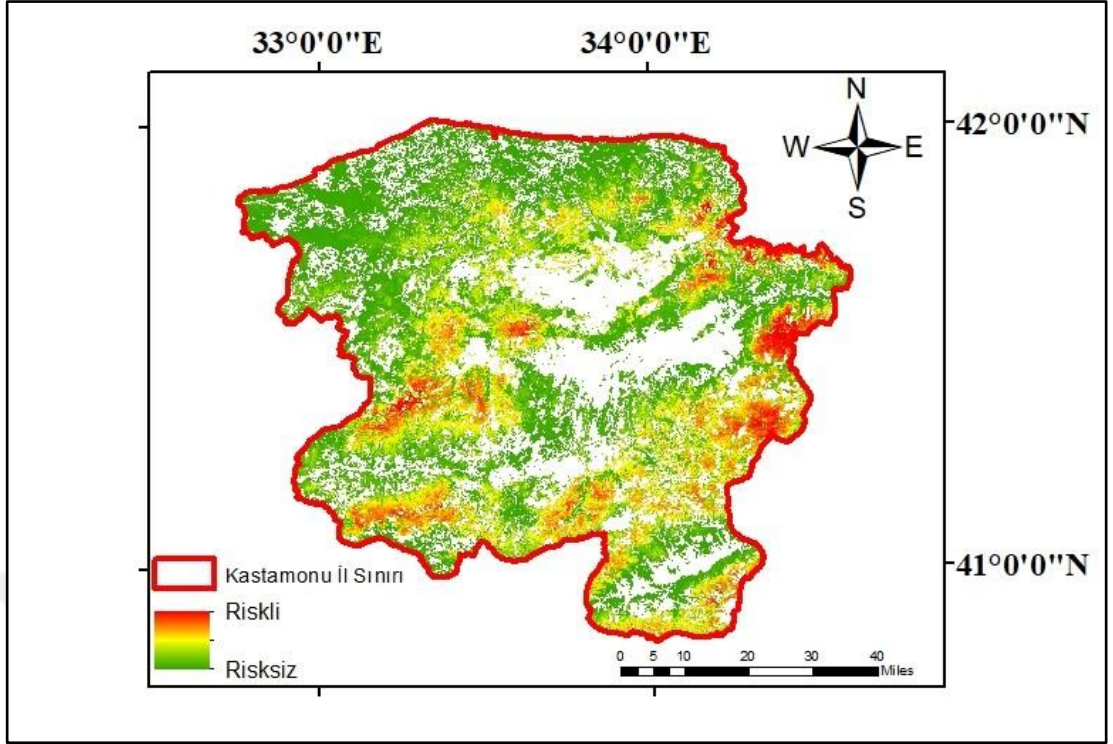 33°0'0"E 34°0'0"E
N
42°0'0"N
W E
S
41°0'0"N
Kastamonu İl Sınırı
Riskli
Risksiz
0 5 10 20 30 40
Miles